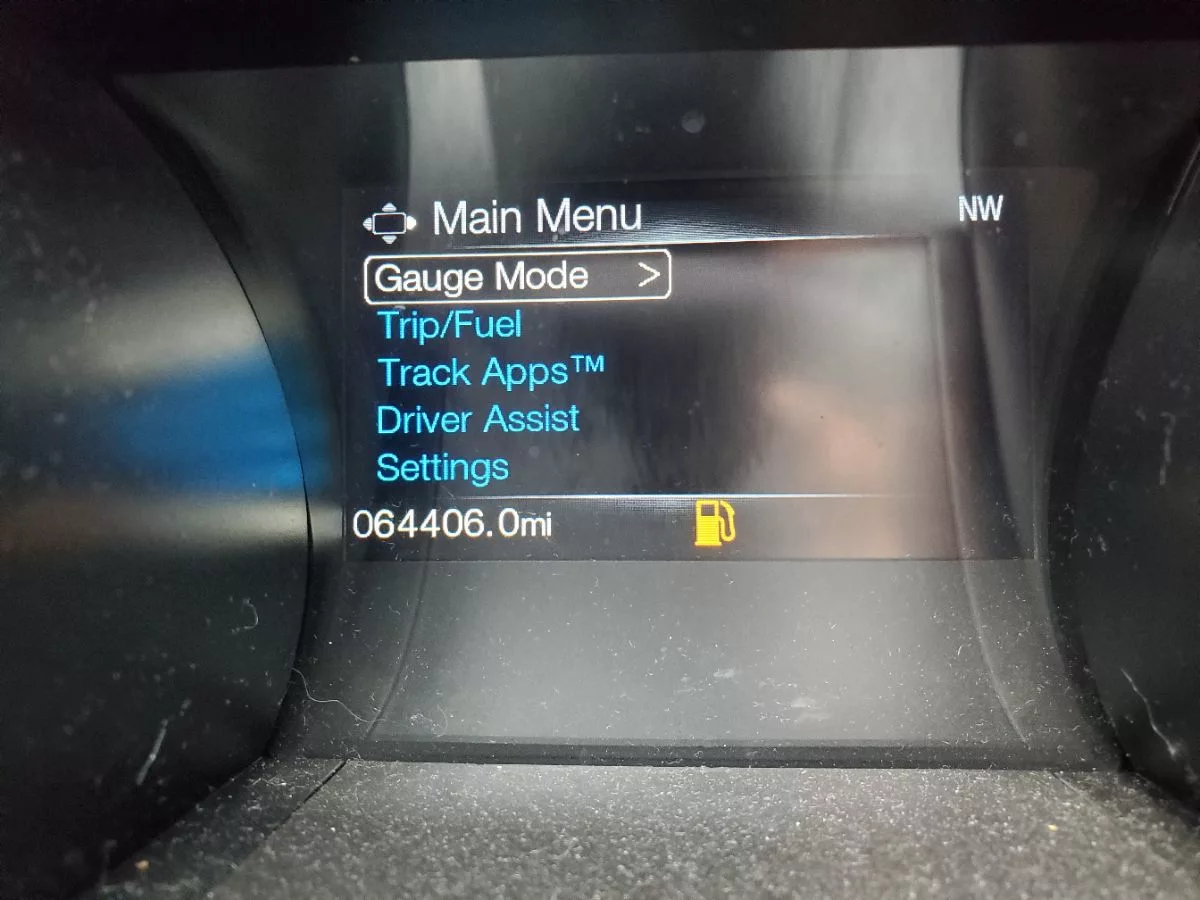 Main Menu
NW
Gauge Mode >
Trip/Fuel
Track Apps™
Driver Assist
Settings
064406.0mi